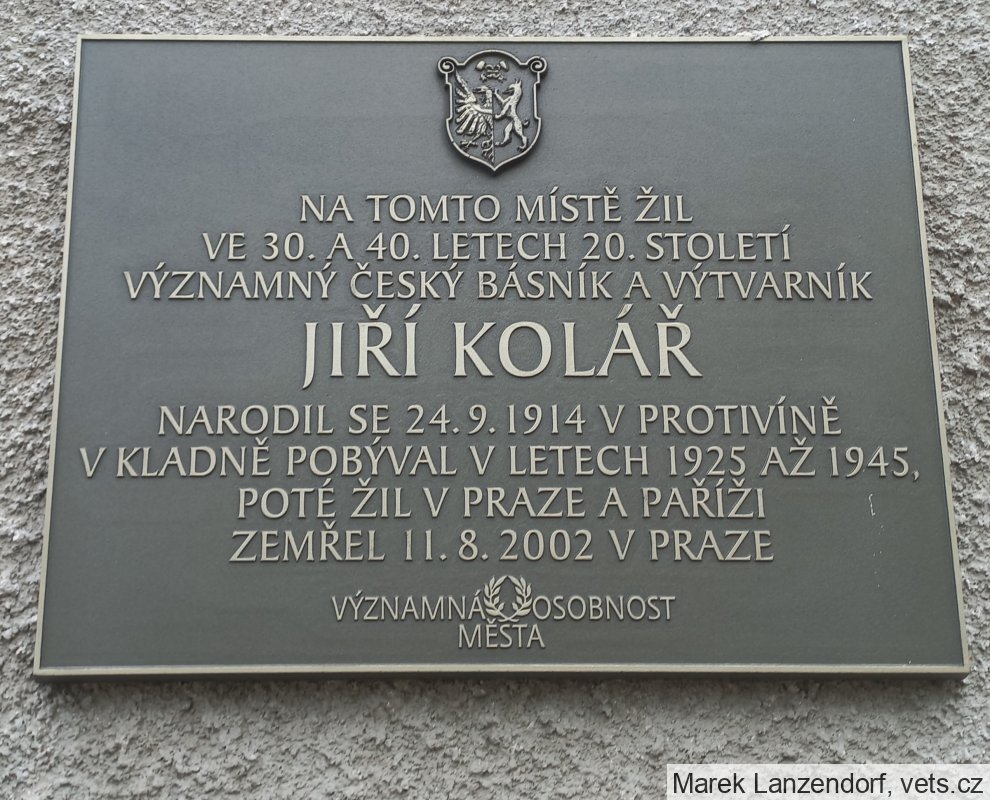 NA TOMTO MÍSTĚ ŽIL
VE 30. A 40. LETECH 20. STOLETÍ
VÝZNAMNÝ ČESKÝ BÁSNÍK A VÝTVARNÍK
JIŘÍ KOLÁŘ
NARODIL SE 24. 9. 1914 V PROTIVÍNĚ
V KLADNĚ POBÝVAL V LETECH 1925 AŽ 1945,
POTÉ ŽIL V PRAZE A PAŘÍŽI
ZEMŘEL 11. 8. 2002 V PRAZE
VÝZNAMNÁ OSOBNOST
MĚSTA
Marek Lanzendorf, vets.cz